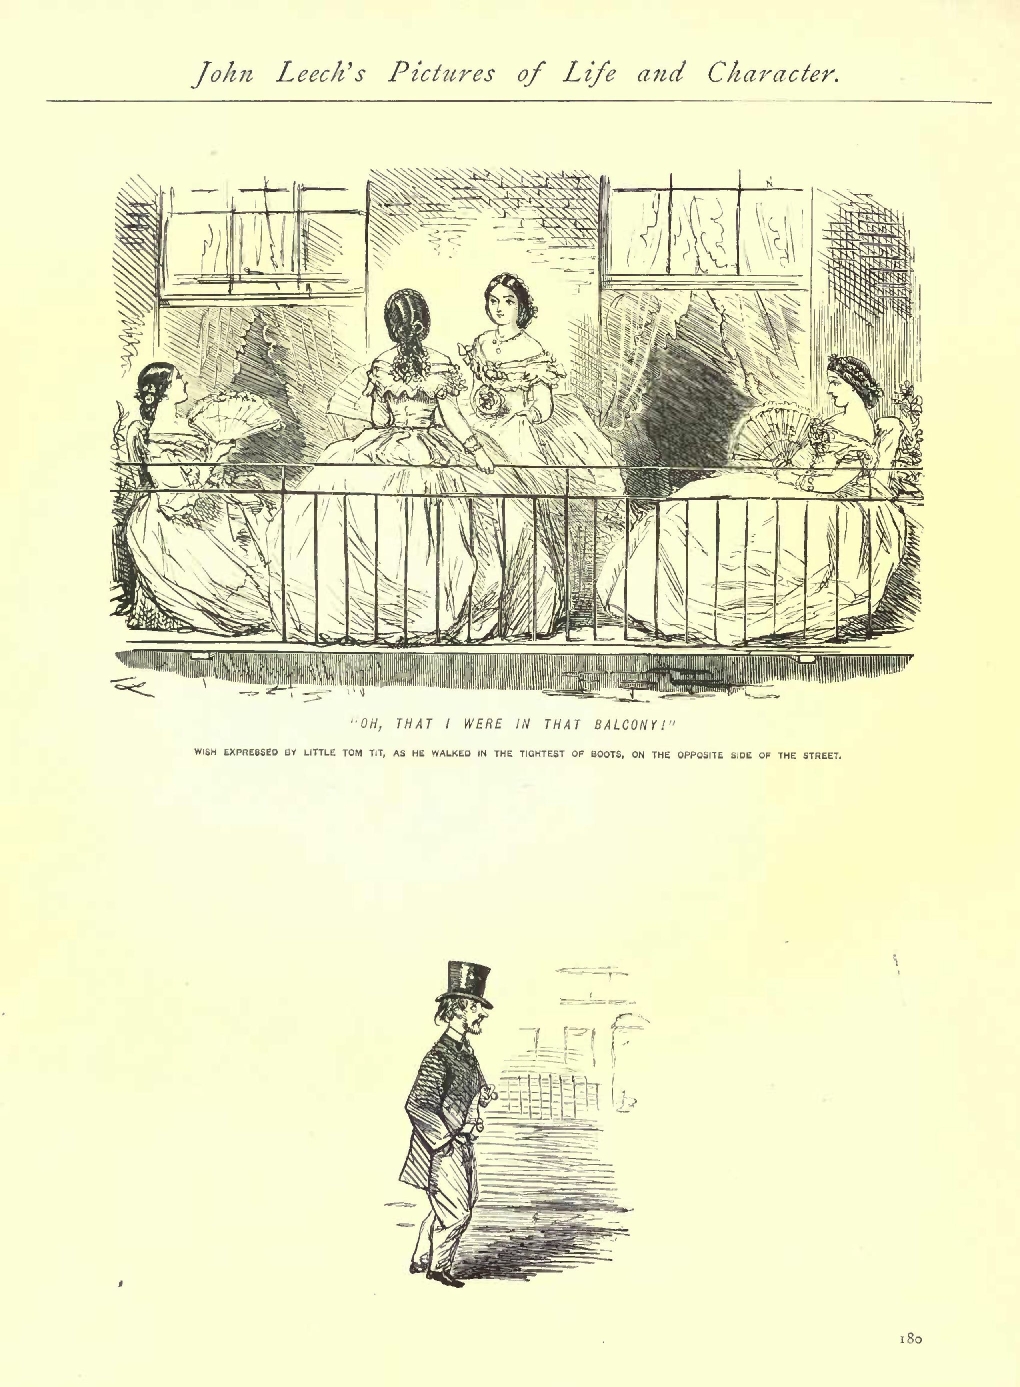 John Leech's Pictures of Life and Character.
"OH, THAT I WERE IN THAT BALCONY!"
WISH EXPRESSED BY LITTLE TOM TIT, AS HE WALKED IN THE TIGHTEST OF BOOTS, ON THE OPPOSITE SIDE OF THE STREET.
180